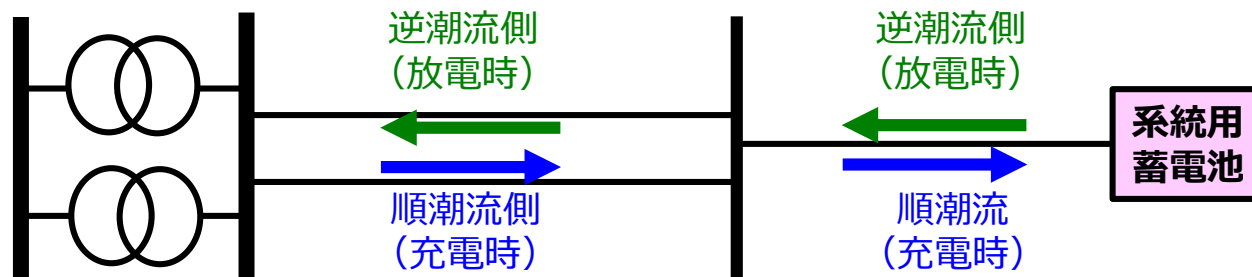 逆潮流側
（放電時）
順潮流側
（充電時）
逆潮流側
（放電時）
順潮流
（充電時）
系統用
蓄電池